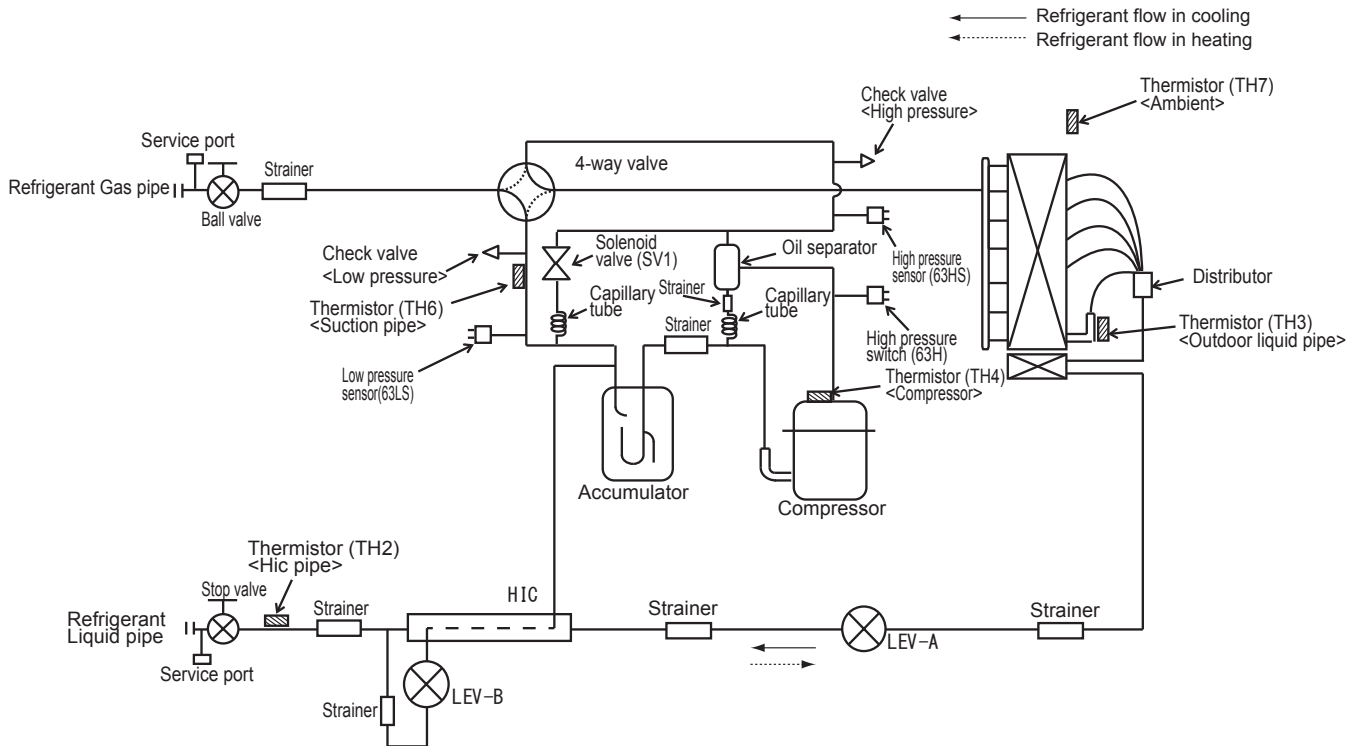 Refrigerant flow in cooling
Refrigerant flow in heating
Thermistor (TH7)
<Ambient>
Check valve
<High pressure>
Service port
Strainer
4-way valve
Refrigerant Gas pipe
Ball valve
Check valve
<Low pressure>
Solenoid
valve (SV1)
Oil separator
High pressure
sensor (63HS)
Distributor
Thermistor (TH6)
<Suction pipe>
Capillary
tube
Strainer
Capillary
tube
Strainer
High pressure
switch (63H)
Thermistor (TH3)
<Outdoor liquid pipe>
Low pressure
sensor(63LS)
Thermistor (TH4)
<Compressor>
Accumulator
Compressor
Thermistor (TH2)
<Hic pipe>
Stop valve
Strainer
HIC
Strainer
Strainer
Refrigerant
Liquid pipe
LEV-A
Service port
LEV-B
Strainer